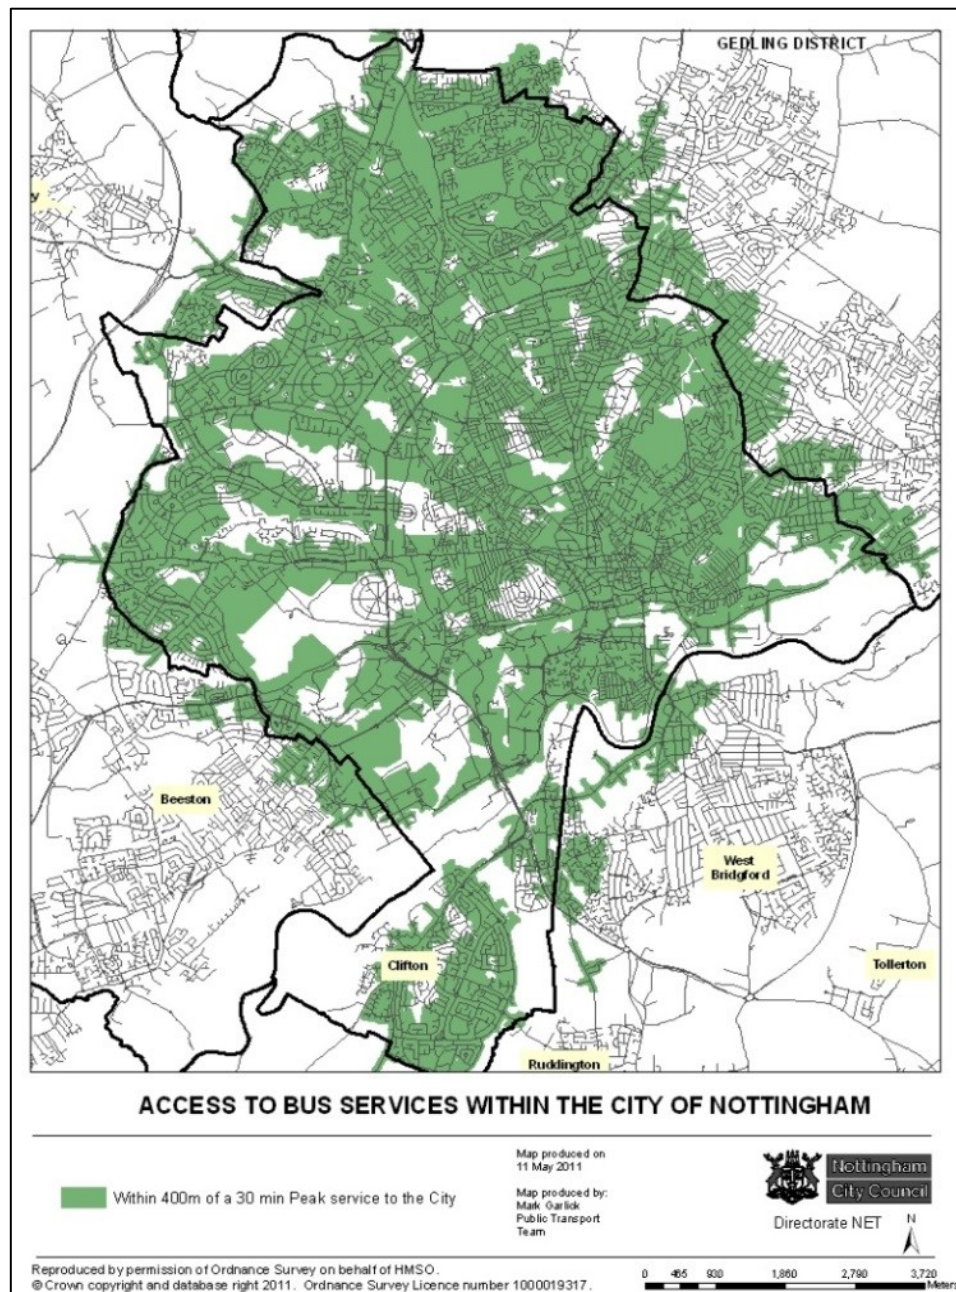 GEDLING DISTRICT
y
Beeston
West
Bridgford
Clifton
Tollerton
Ruddington
ACCESS TO BUS SERVICES WITHIN THE CITY OF NOTTINGHAM
Within 400m of a 30 min Peak service to the City
Map produced on
11 May 2011
Map produced by:
Mark Garlick
Public Transport
Team
Nottingham
City Council
Directorate NET
N
Reproduced by permission of Ordnance Survey on behalf of HMSO.
© Crown copyright and database right 2011. Ordnance Survey Licence number 1000019317.
0 465 930 1,860 2,790 3,720
Meters